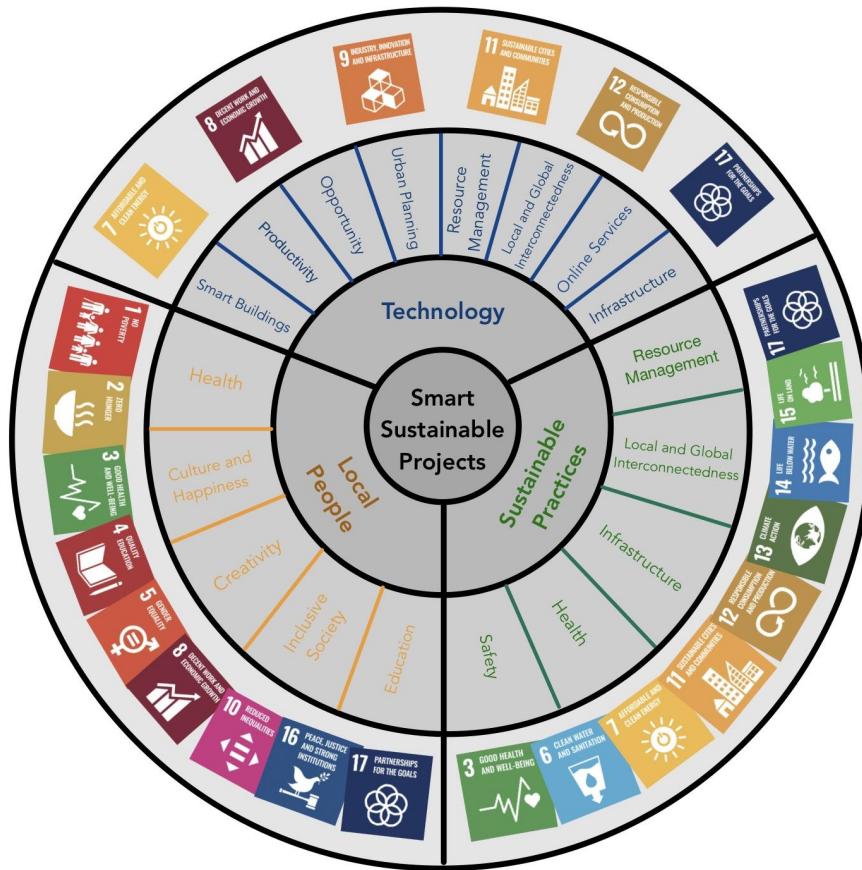 Smart
Sustainable
Projects
Technology
Smart Buildings
Productivity
Opportunity
Urban Planning
Resource
Management
Local and Global
Interconnectedness
Online Services
Infrastructure
7 AFFORDABLE AND
CLEAN ENERGY
8 DECENT WORK AND
ECONOMIC GROWTH
9 INDUSTRY, INNOVATION
AND INFRASTRUCTURE
11 SUSTAINABLE CITIES
AND COMMUNITIES
12 RESPONSIBLE
CONSUMPTION
AND PRODUCTION
17 PARTNERSHIPS
FOR THE GOALS
Sustainable
Practices
Resource
Management
Local and Global
Interconnectedness
Infrastructure
Health
Safety
17 PARTNERSHIPS
FOR THE GOALS
15 LIFE
ON LAND
14 LIFE
BELOW WATER
13 CLIMATE
ACTION
12 RESPONSIBLE
CONSUMPTION
AND PRODUCTION
11 SUSTAINABLE CITIES
AND COMMUNITIES
7 AFFORDABLE AND
CLEAN ENERGY
6 CLEAN WATER
AND SANITATION
3 GOOD HEALTH
AND WELL-BEING
Local
People
Health
Culture and
Happiness
Creativity
Inclusive
Society
Education
1 NO
POVERTY
2 ZERO
HUNGER
3 GOOD HEALTH
AND WELL-BEING
4 QUALITY
EDUCATION
5 GENDER
EQUALITY
8 DECENT WORK AND
ECONOMIC GROWTH
10 REDUCED
INEQUALITIES
16 PEACE, JUSTICE
AND STRONG
INSTITUTIONS
17 PARTNERSHIPS
FOR THE GOALS